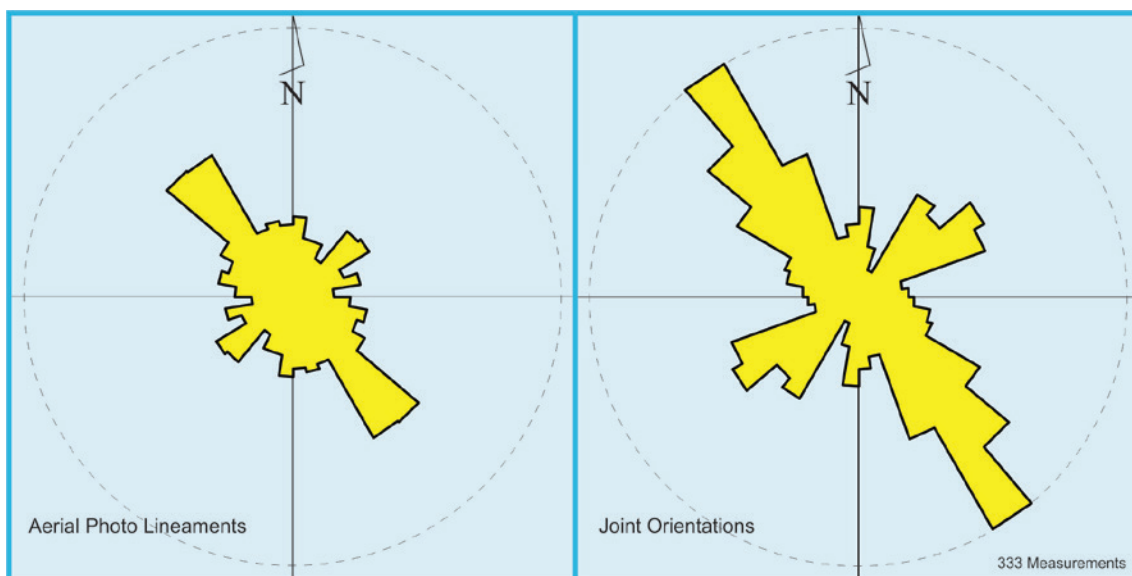 N
N
Aerial Photo Lineaments
Joint Orientations
333 Measurements